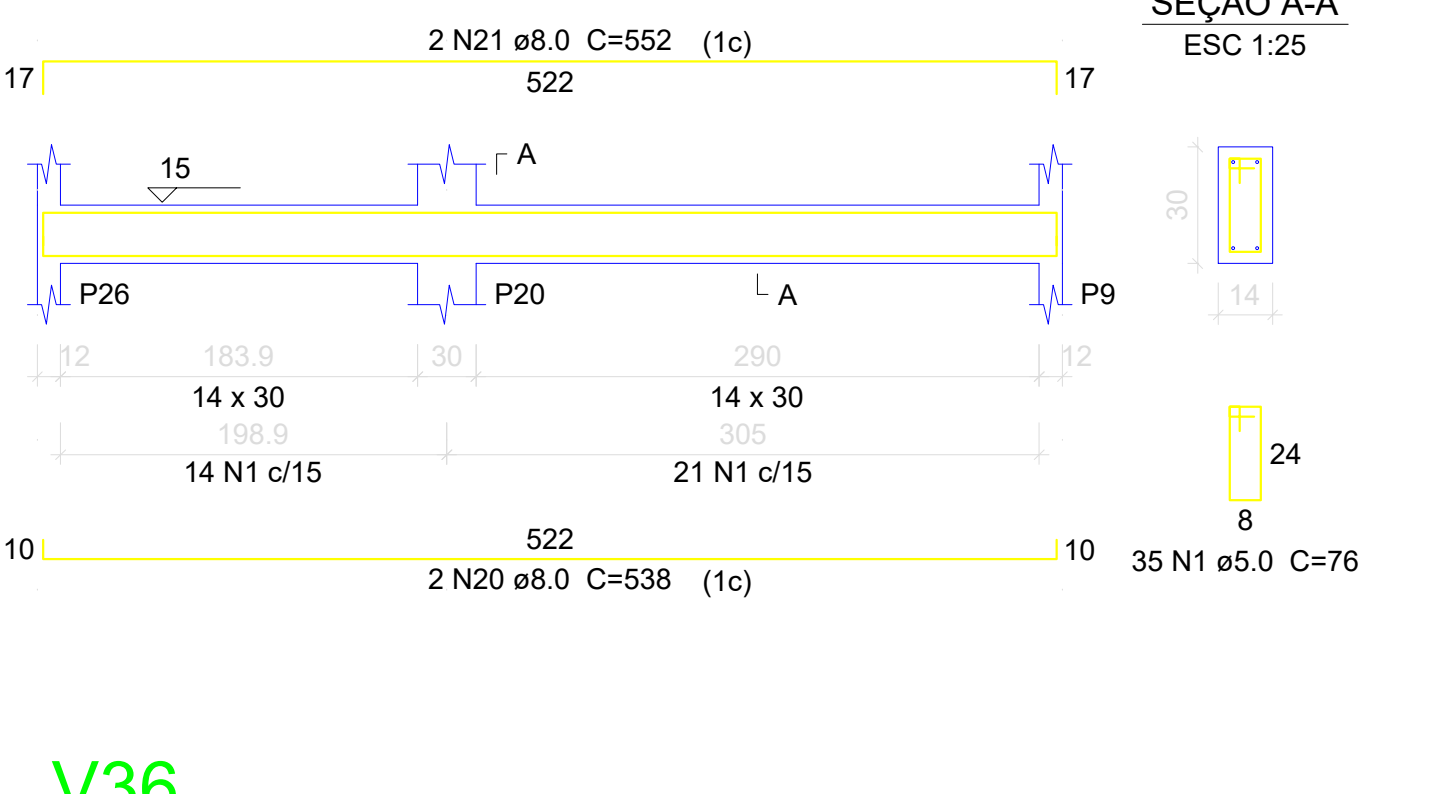 SEÇÃO A-A
ESC 1:25
2 N21 ø8.0 C=552 (1c)
17 522 17
A
15
30
P26 P20 A P9
14
12 183.9 30 290 12
14 x 30 14 x 30
198.9 305
14 N1 c/15 21 N1 c/15
24
8
35 N1 ø5.0 C=76
522
10 10
2 N20 ø8.0 C=538 (1c)
V36